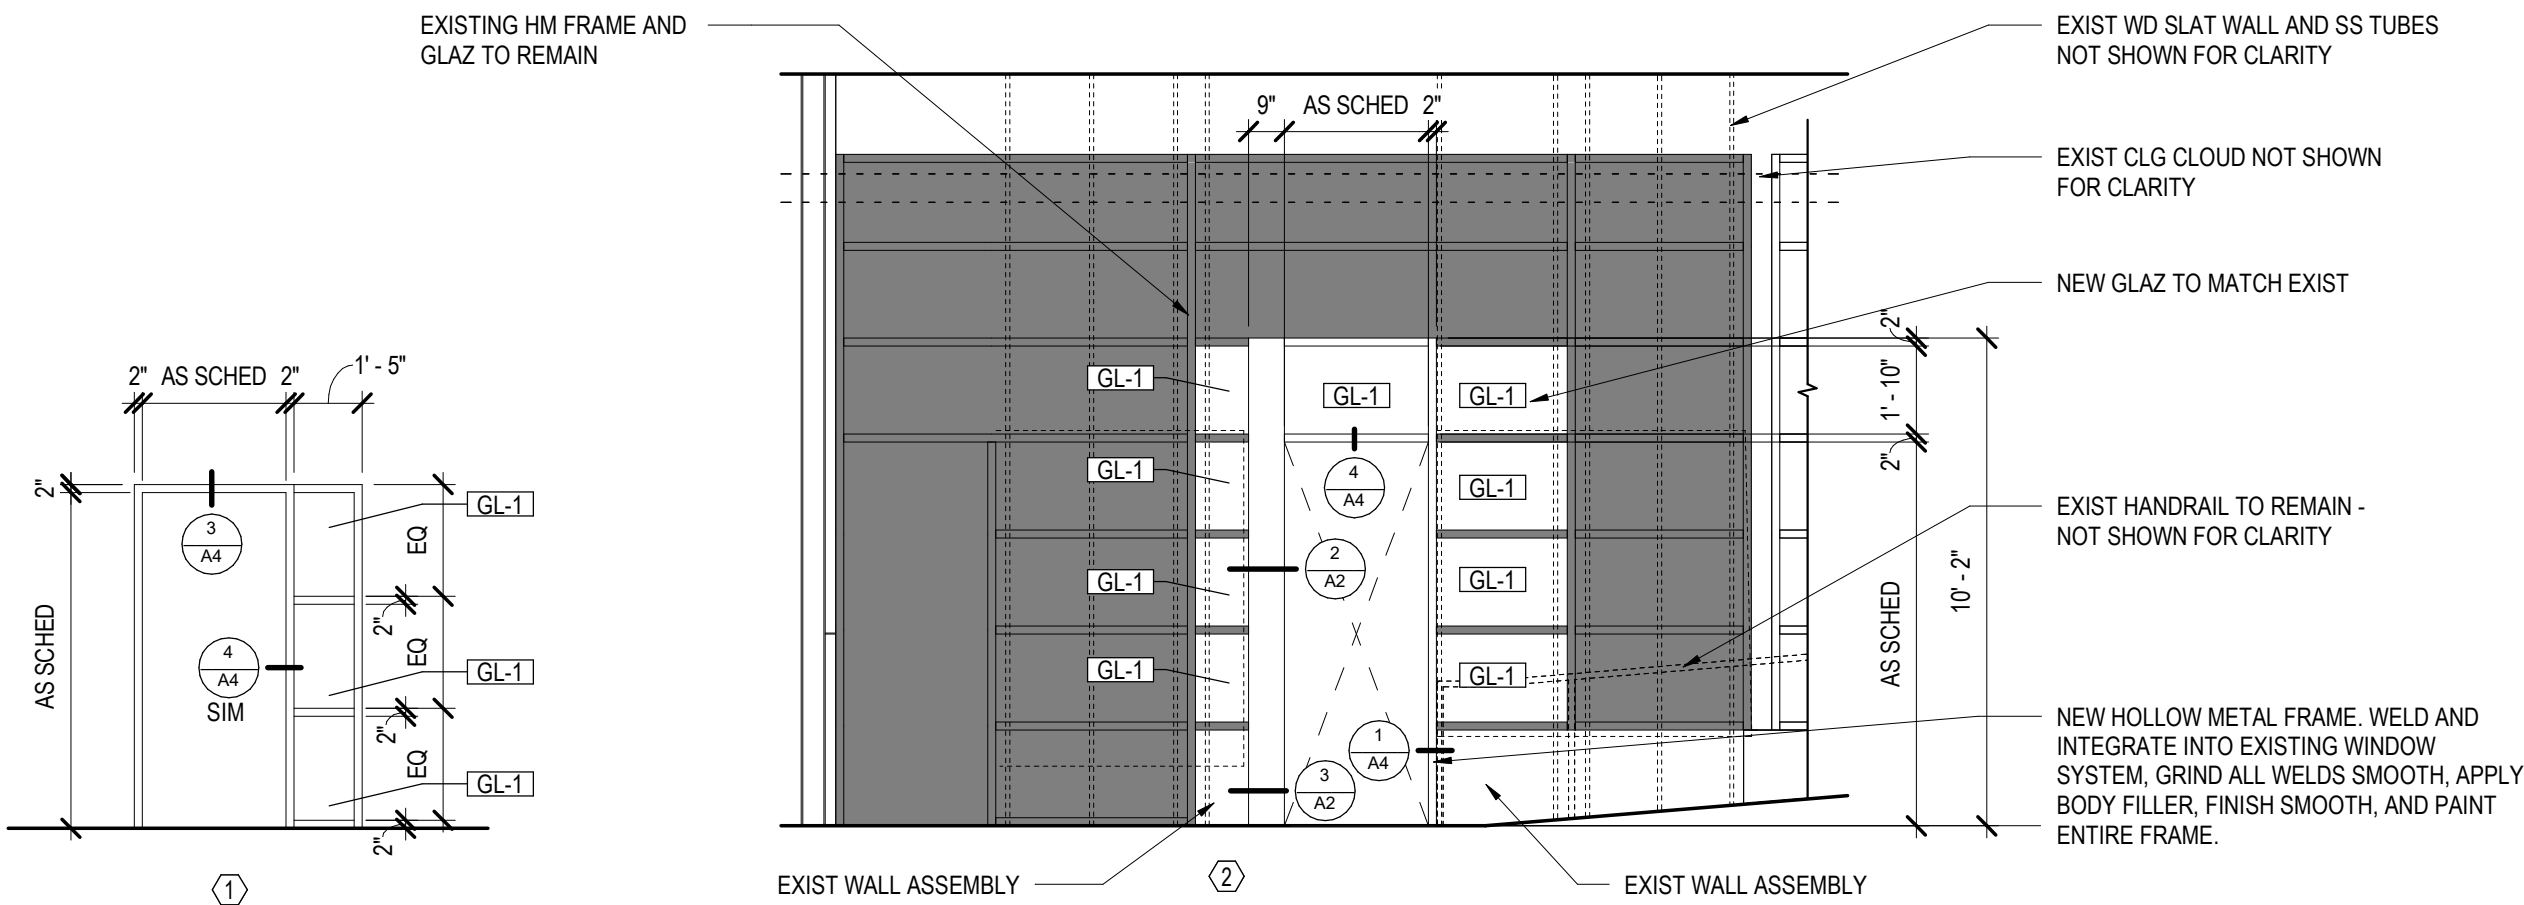 EXISTING HM FRAME AND
GLAZ TO REMAIN
EXIST WD SLAT WALL AND SS TUBES
NOT SHOWN FOR CLARITY
9" AS SCHED 2"
EXIST CLG CLOUD NOT SHOWN
FOR CLARITY
NEW GLAZ TO MATCH EXIST
2"
1' - 10"
2"
AS SCHED
10' - 2"
GL-1
GL-1
GL-1
GL-1
GL-1
GL-1
GL-1
GL-1
GL-1
4
A4
2
A2
1
A4
3
A2
EXIST HANDRAIL TO REMAIN -
NOT SHOWN FOR CLARITY
NEW HOLLOW METAL FRAME. WELD AND
INTEGRATE INTO EXISTING WINDOW
SYSTEM, GRIND ALL WELDS SMOOTH, APPLY
BODY FILLER, FINISH SMOOTH, AND PAINT
ENTIRE FRAME.
EXIST WALL ASSEMBLY
2
EXIST WALL ASSEMBLY
2" AS SCHED 2" 1' - 5"
2"
AS SCHED
3
A4
4
A4
SIM
GL-1
EQ
2"
EQ
GL-1
2"
EQ
GL-1
2"
1